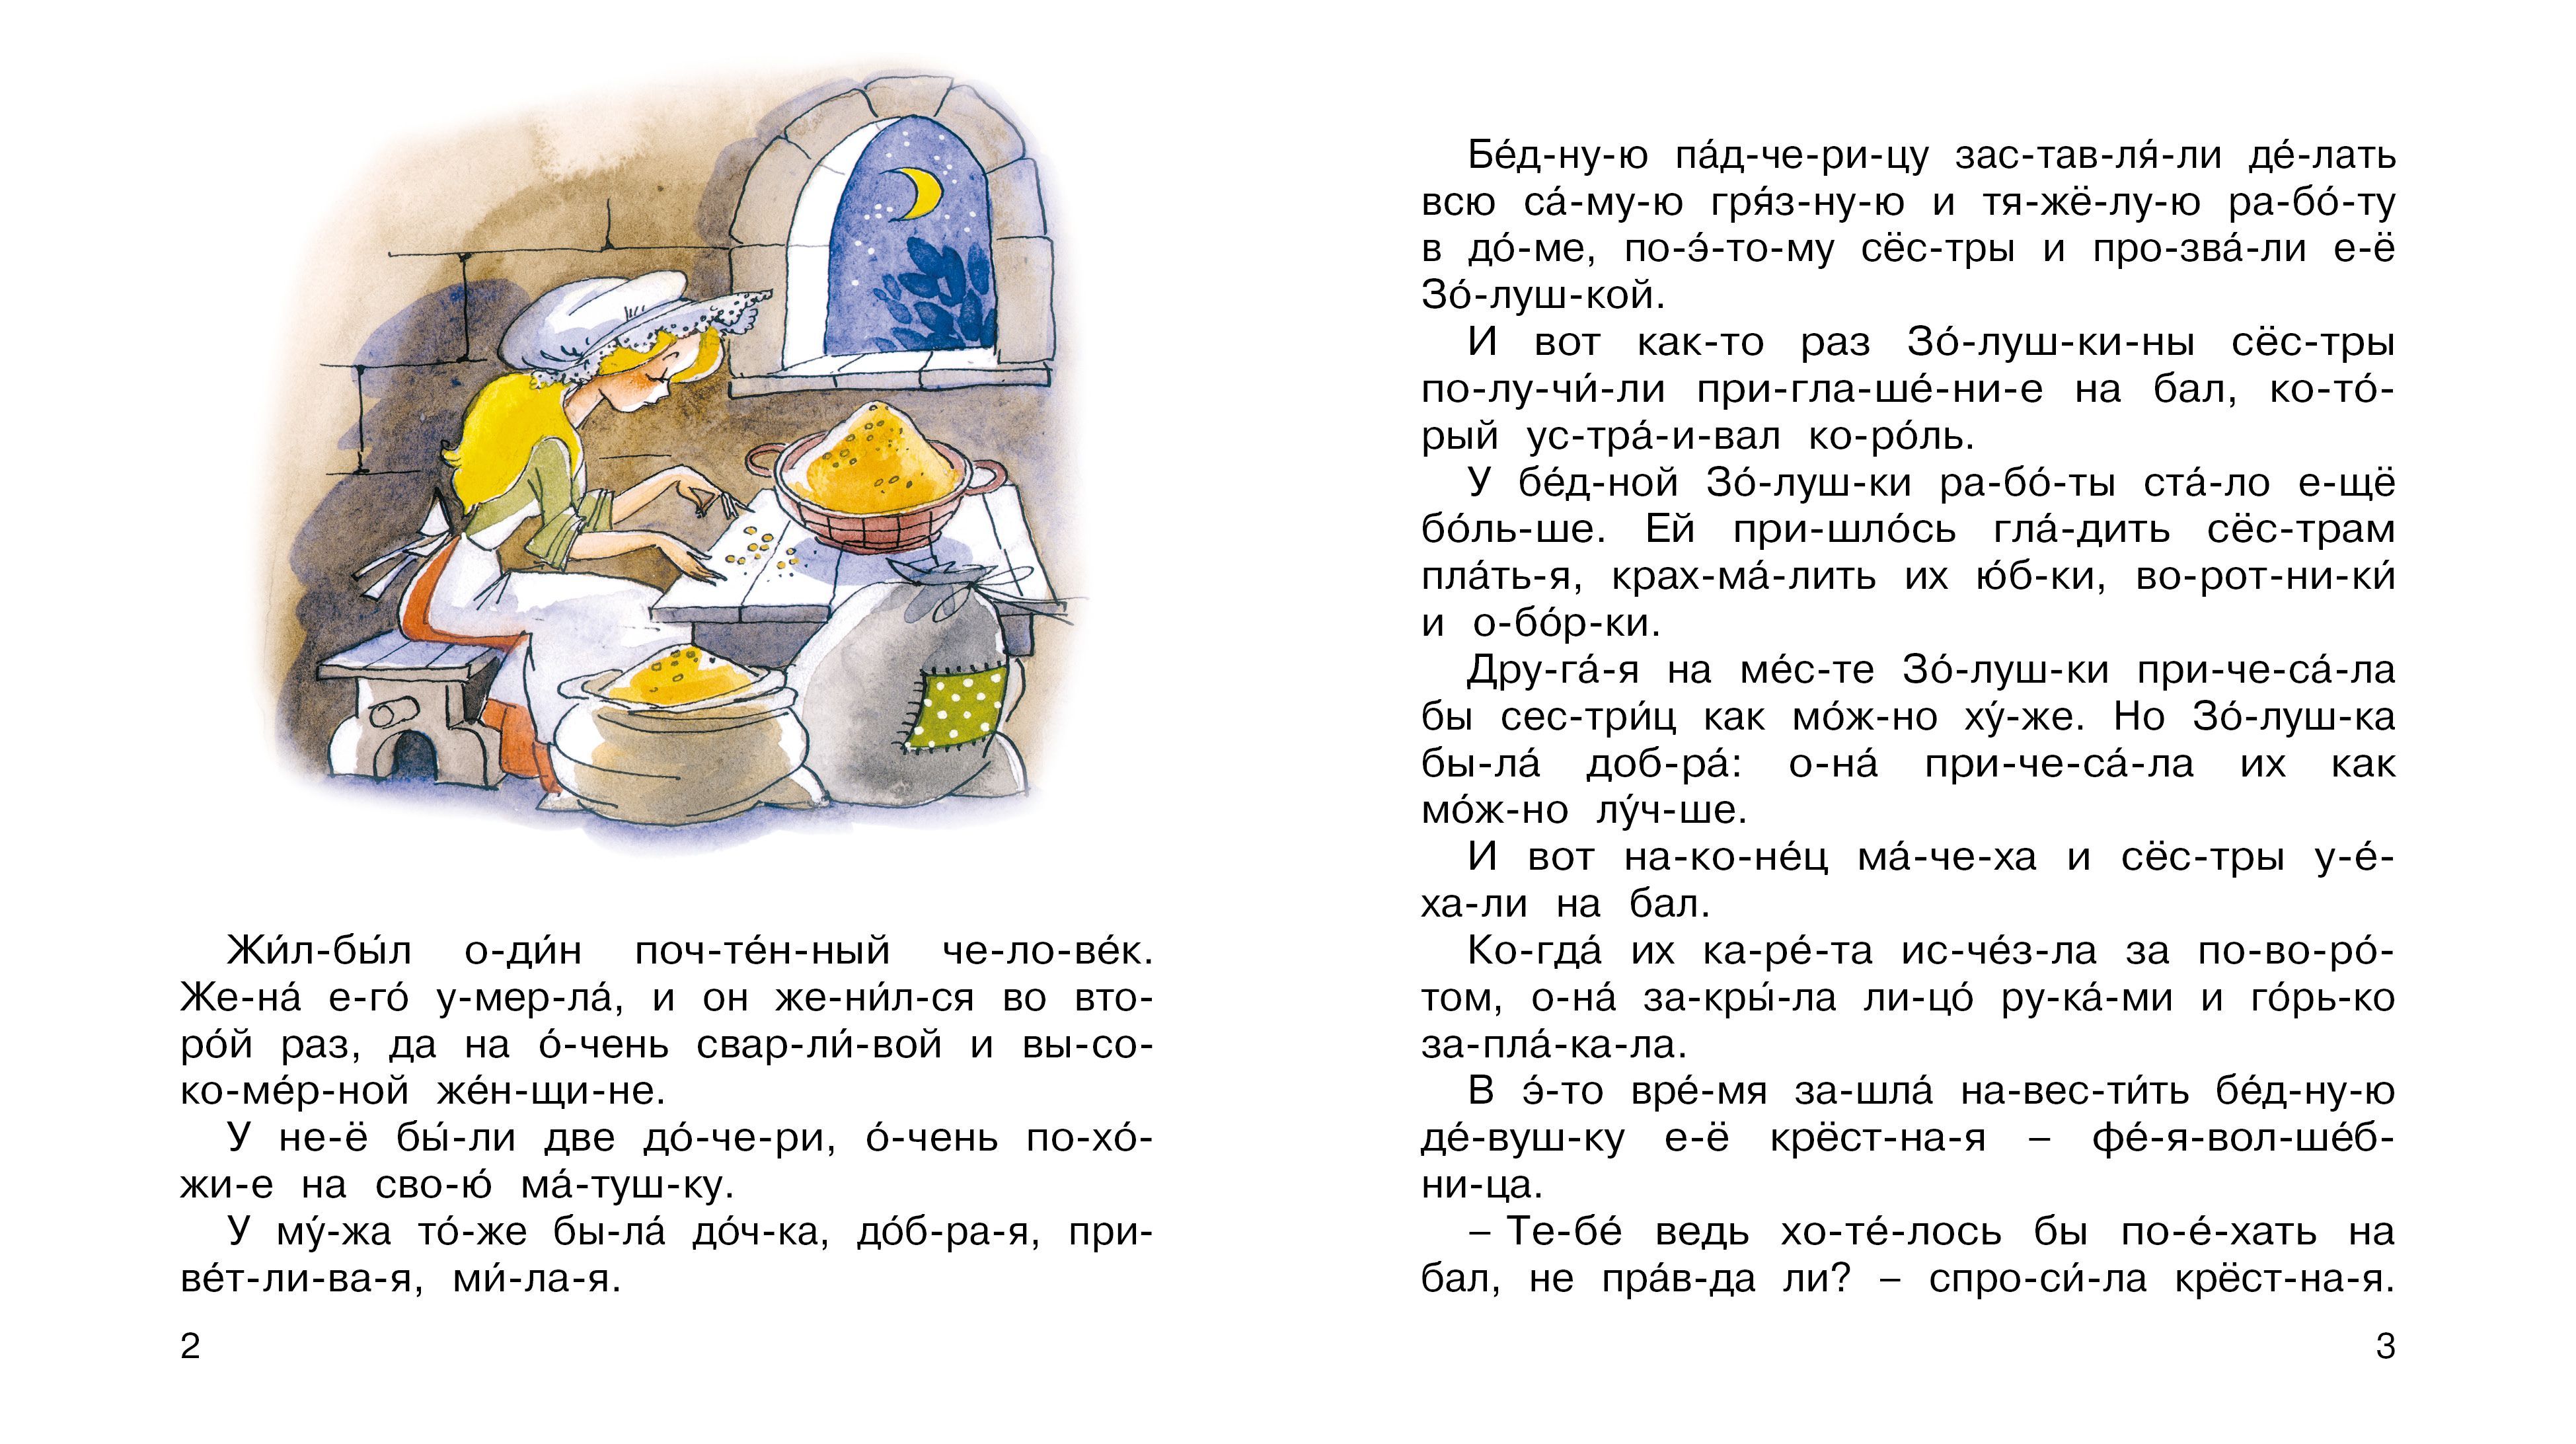 Жи́л-бы́л о-ди́н поч-те́н-ный че-ло-ве́к.
Же-на́ е-го́ у-мер-ла́, и он же-ни́л-ся во вто-
ро́й раз, да на о́-чень свар-ли́-вой и вы-со-
ко-ме́р-ной же́н-щи-не.
У не-ё бы́-ли две до́-че-ри, о́-чень по-хо́-
жи-е на сво-ю́ ма́-туш-ку.
У му́-жа то́-же бы-ла́ до́ч-ка, до́б-ра-я, при-
ве́т-ли-ва-я, ми́-ла-я.
2
Бе́д-ну-ю па́д-че-ри-цу зас-тав-ля́-ли де́-лать
всю са́-му-ю гря́з-ну-ю и тя-жё-лу-ю ра-бо́-ту
в до́-ме, по-э́-то-му сёс-тры и про-зва́-ли е-ё
Зо́-луш-кой.
И вот как-то раз Зо́-луш-ки-ны сёс-тры
по-лу-чи́-ли при-гла-ше́-ни-е на бал, ко-то́-
рый ус-тра́-и-вал ко-ро́ль.
У бе́д-ной Зо́-луш-ки ра-бо́-ты ста́-ло е-щё
бо́ль-ше. Ей при-шло́сь гла́-дить сёс-трам
пла́ть-я, крах-ма́-лить их ю́б-ки, во-рот-ни-ки́
и о-бо́р-ки.
Дру-га́-я на ме́с-те Зо́-луш-ки при-че-са́-ла
бы сес-три́ц как мо́ж-но ху́-же. Но Зо́-луш-ка
бы-ла́ доб-ра́: о-на́ при-че-са́-ла их как
мо́ж-но лу́ч-ше.
И вот на-ко-не́ц ма́-че-ха и сёс-тры у-е́-
ха-ли на бал.
Ко-гда́ их ка-ре́-та ис-че́з-ла за по-во-ро́-
том, о-на́ за-кры́-ла ли-цо́ ру-ка́-ми и го́рь-ко
за-пла́-ка-ла.
В э́-то вре́-мя за-шла́ на-вес-ти́ть бе́д-ну-ю
де́-вуш-ку е-ё крёст-на-я – фе́-я-вол-ше́б-
ни-ца.
– Те-бе́ ведь хо-те́-лось бы по-е́-хать на
бал, не пра́в-да ли? – спро-си́-ла крёст-на-я.
3